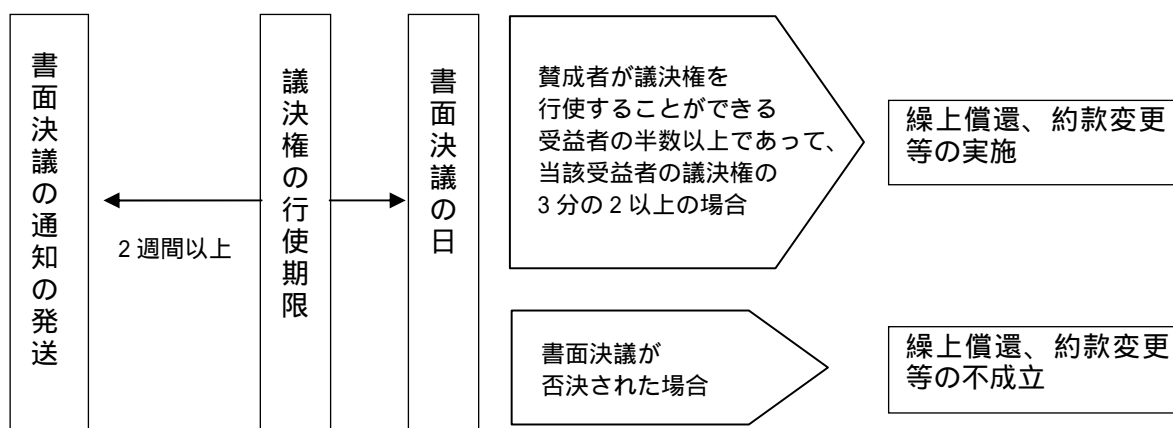 書面決議の通知の発送
2週間以上
議決権の行使期限
書面決議の日
賛成者が議決権を
行使することができる
受益者の半数以上であって、
当該受益者の議決権の
3分の2以上の場合
繰上償還、約款変更
等の実施
書面決議が
否決された場合
繰上償還、約款変更
等の不成立